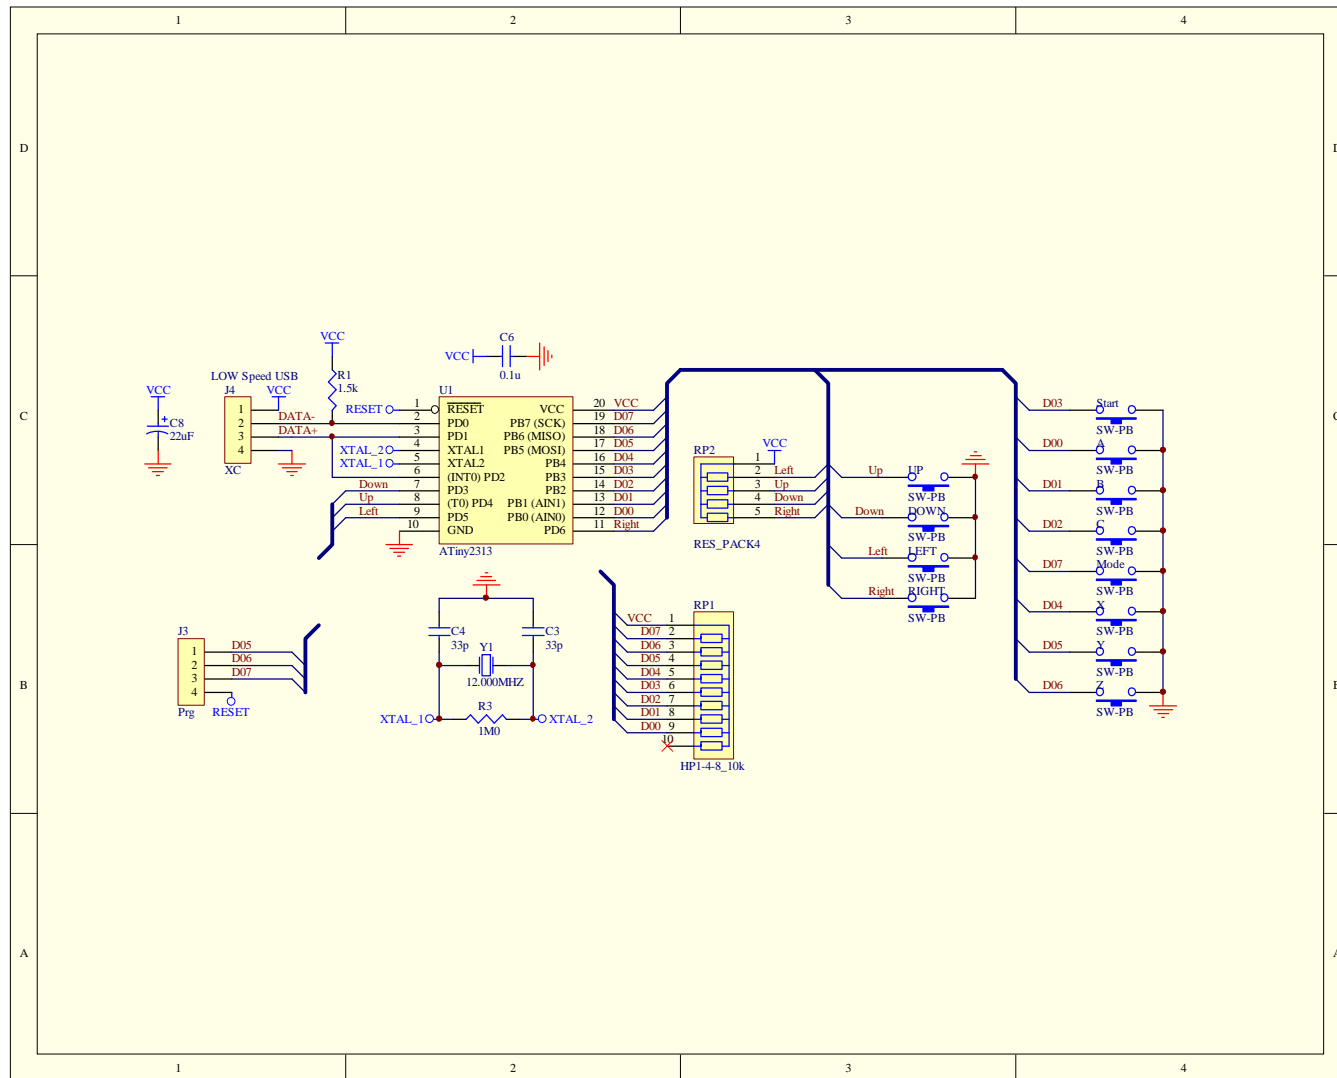 1 2 3 4
D D
C C
B B
A A
1 2 3 4
VCC
C8
22uF
LOW Speed USB
J4
VCC
1
2
3
4
XC
DATA-
DATA+
VCC
R1
1.5k
VCC
C6
0.1u
U1
RESET 1 RESET VCC 20 VCC
2 PD0 PB7 (SCK) 19 D07
3 PD1 PB6 (MISO) 18 D06
XTAL_2 4 XTAL1 PB5 (MOSI) 17 D05
XTAL_1 5 XTAL2 PB4 16 D04
6 (INT0) PD2 PB3 15 D03
Down 7 PD3 PB2 14 D02
Up 8 (T0) PD4 PB1 (AIN1) 13 D01
Left 9 PD5 PB0 (AIN0) 12 D00
10 GND PD6 11 Right
ATiny2313
RP2
VCC
1
2 Left
3 Up
4 Down
5 Right
RES_PACK4
Up UP
SW-PB
Down DOWN
SW-PB
Left LEFT
SW-PB
Right RIGHT
SW-PB
D03 Start
SW-PB
D00 A
SW-PB
D01 B
SW-PB
D02 C
SW-PB
D07 Mode
SW-PB
D04 X
SW-PB
D05 Y
SW-PB
D06 Z
SW-PB
J3
1 D05
2 D06
3 D07
4
Prg
RESET
C4
33p
C3
33p
Y1
12.000MHZ
R3
XTAL_1 XTAL_2
1M0
RP1
VCC 1
D07 2
D06 3
D05 4
D04 5
D03 6
D02 7
D01 8
D00 9
10
HP1-4-8_10k